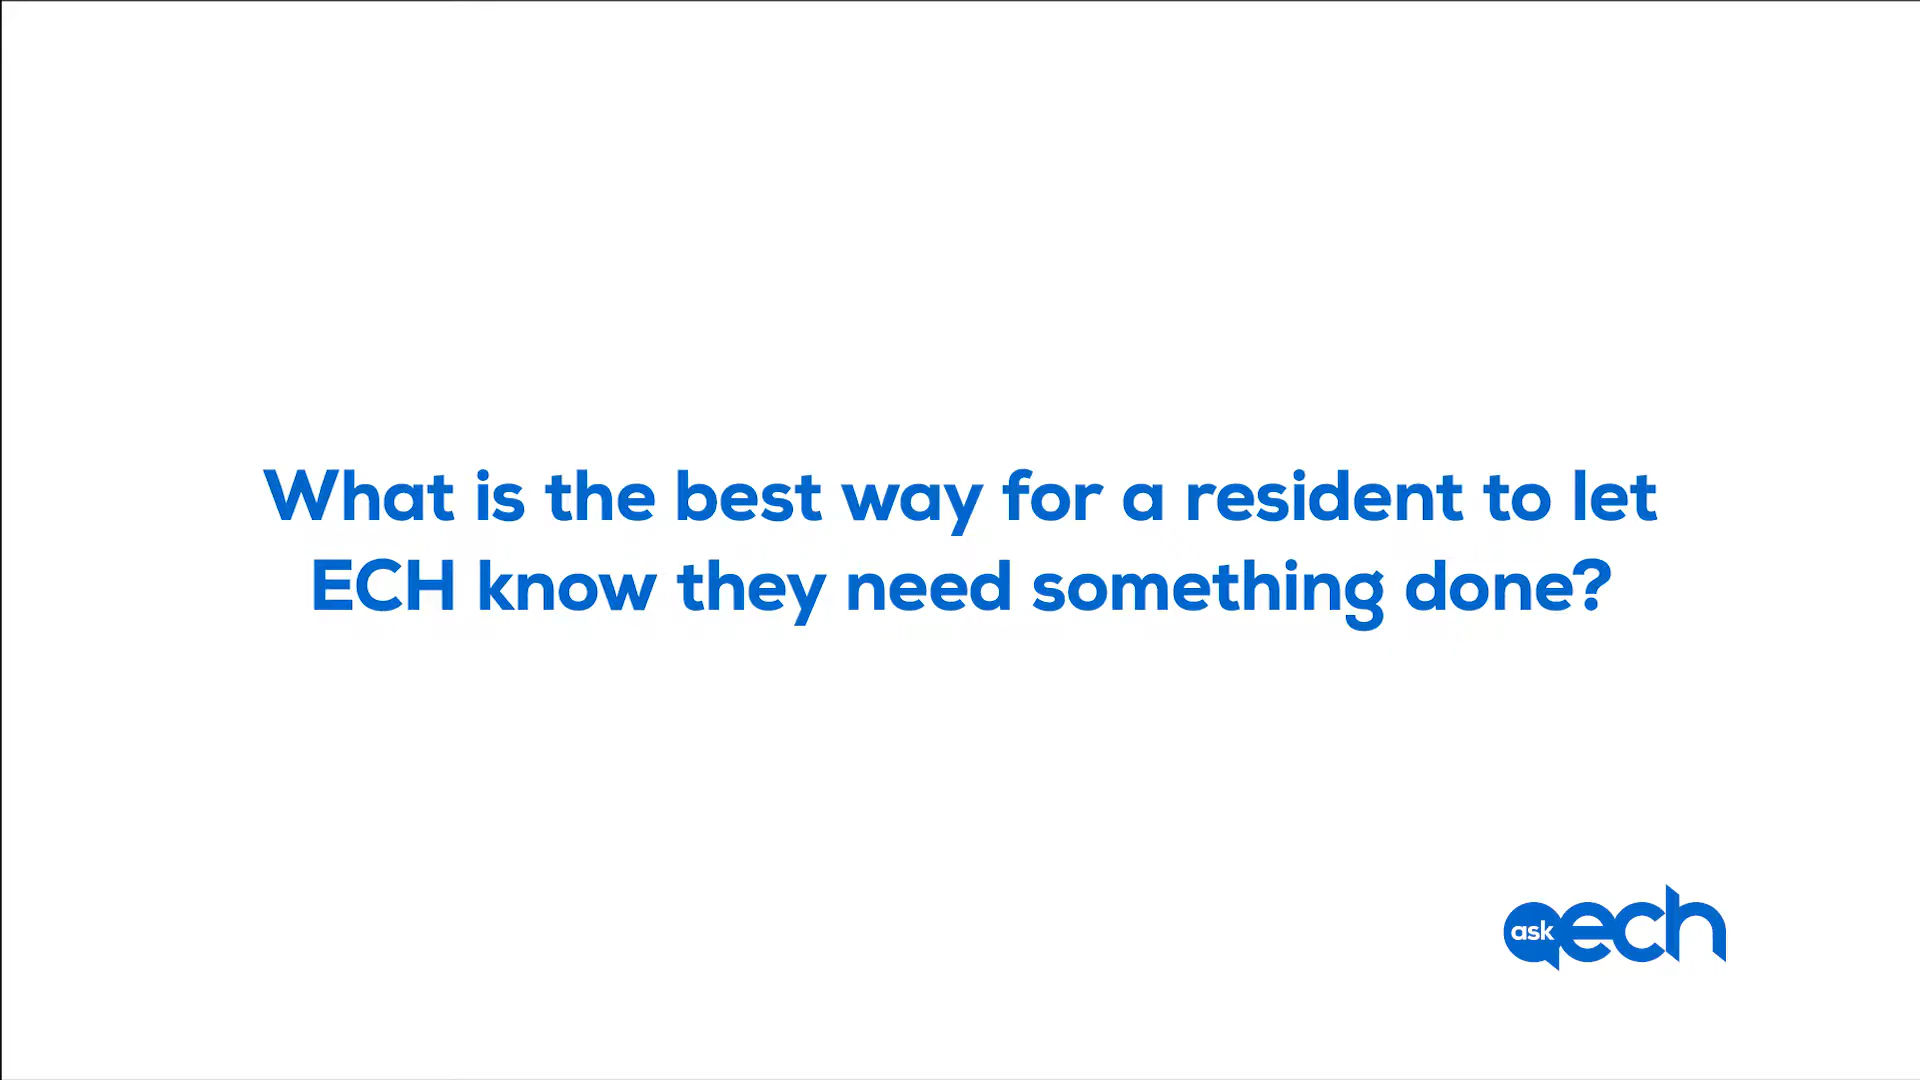 What is the best way for a resident to let
ECH know they need something done?
ask ech